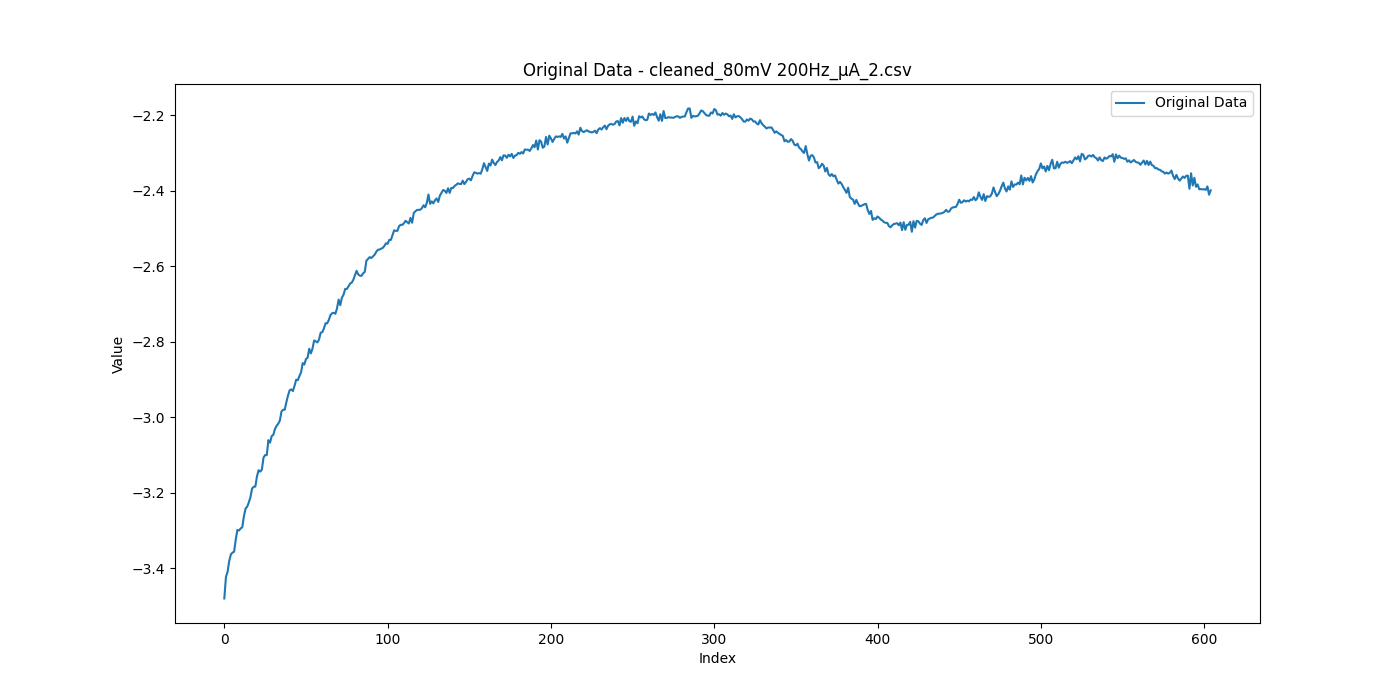 Original Data - cleaned_80mV 200Hz_µA_2.csv
Original Data
−2.2
−2.4
−2.6
−2.8
−3.0
−3.2
−3.4
Value
0 100 200 300 400 500 600
Index